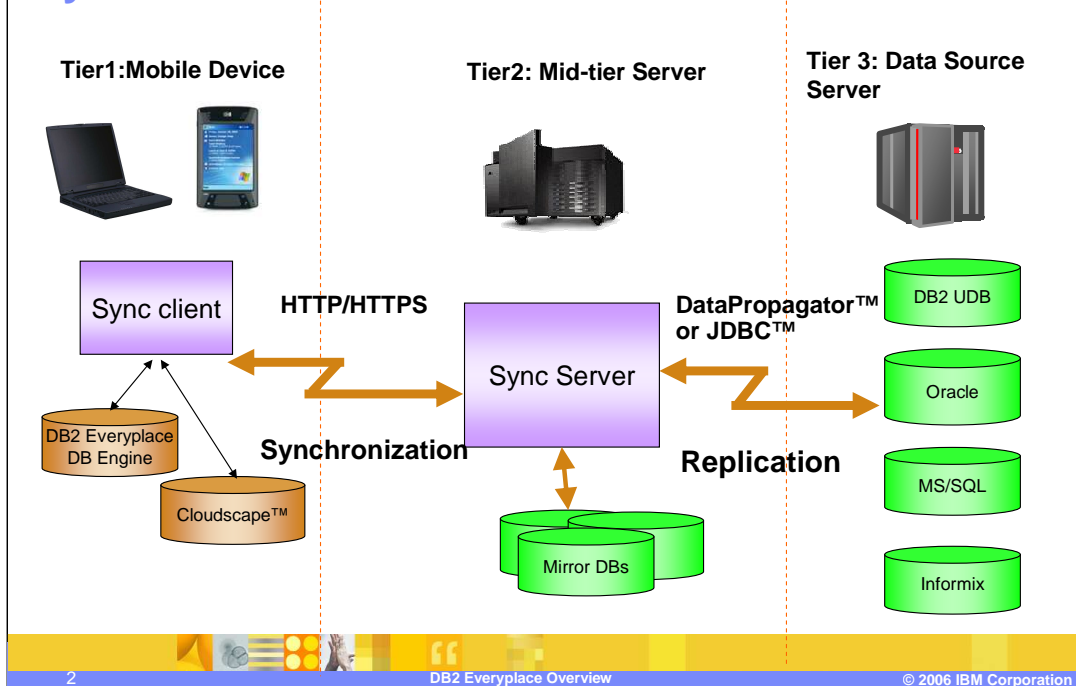 Tier1:Mobile Device
Tier2: Mid-tier Server
Tier 3: Data Source
Server
Sync client
HTTP/HTTPS
DataPropagator™
or JDBC™
Sync Server
DB2 UDB
Oracle
DB2 Everyplace
DB Engine
Synchronization
Replication
Cloudscape™
MS/SQL
Mirror DBs
Informix
2
DB2 Everyplace Overview
© 2006 IBM Corporation